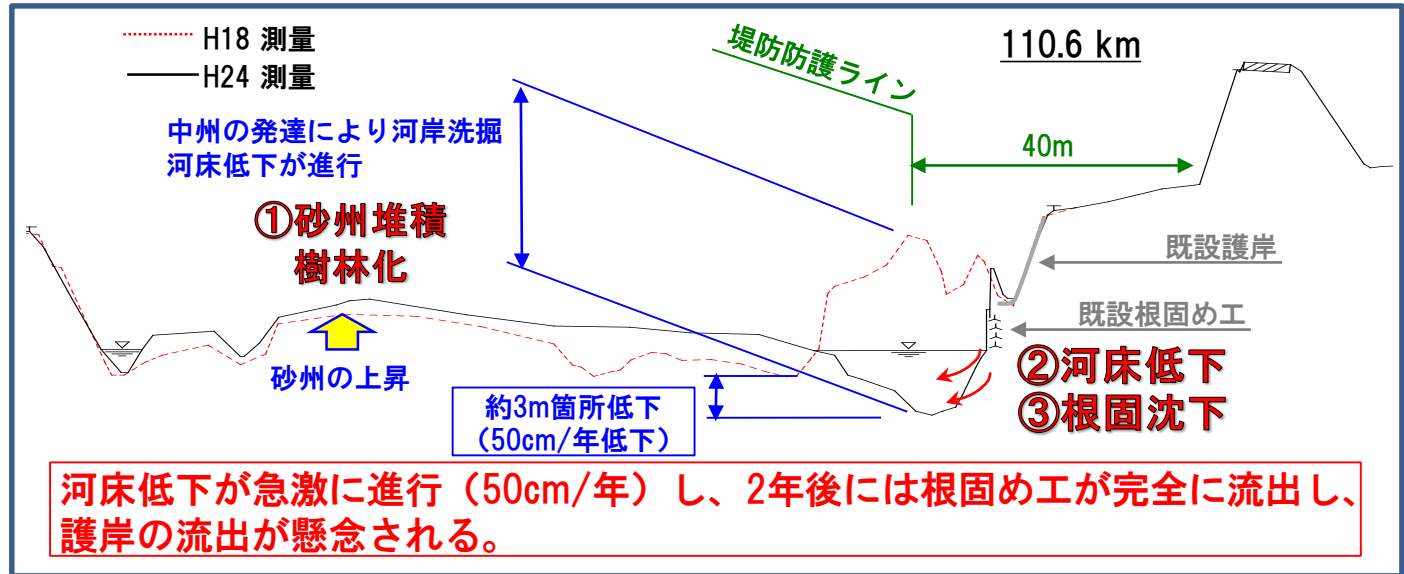 H18 測量
H24 測量
堤防防護ライン
110.6 km
中州の発達により河岸洗掘
河床低下が進行
40m
①砂州堆積
樹林化
既設護岸
既設根固め工
砂州の上昇
②河床低下
③根固沈下
約3m箇所低下
（50cm/年低下）
河床低下が急激に進行（50cm/年）し、2年後には根固め工が完全に流出し、
護岸の流出が懸念される。